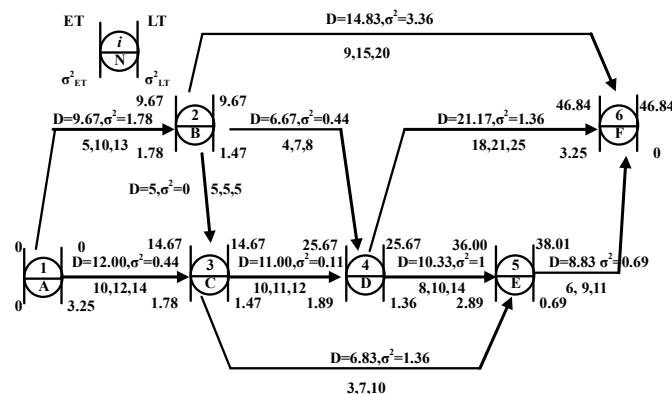 ET LT
i
N
σ²ET σ²LT
D=14.83,σ²=3.36
9,15,20
9.67 9.67
2
B
1.78 1.47
46.84 46.84
6
F
3.25 0
D=9.67,σ²=1.78
5,10,13
D=6.67,σ²=0.44
4,7,8
D=21.17,σ²=1.36
18,21,25
D=5,σ²=0 5,5,5
0 0
1
A
0 3.25
D=12.00,σ²=0.44
10,12,14
14.67 14.67
3
C
1.78 1.47
D=11.00,σ²=0.11
10,11,12
25.67 25.67
4
D
1.89 1.36
D=10.33,σ²=1
8,10,14
36.00 38.01
5
E
2.89 0.69
D=8.83 σ²=0.69
6, 9,11
D=6.83,σ²=1.36
3,7,10